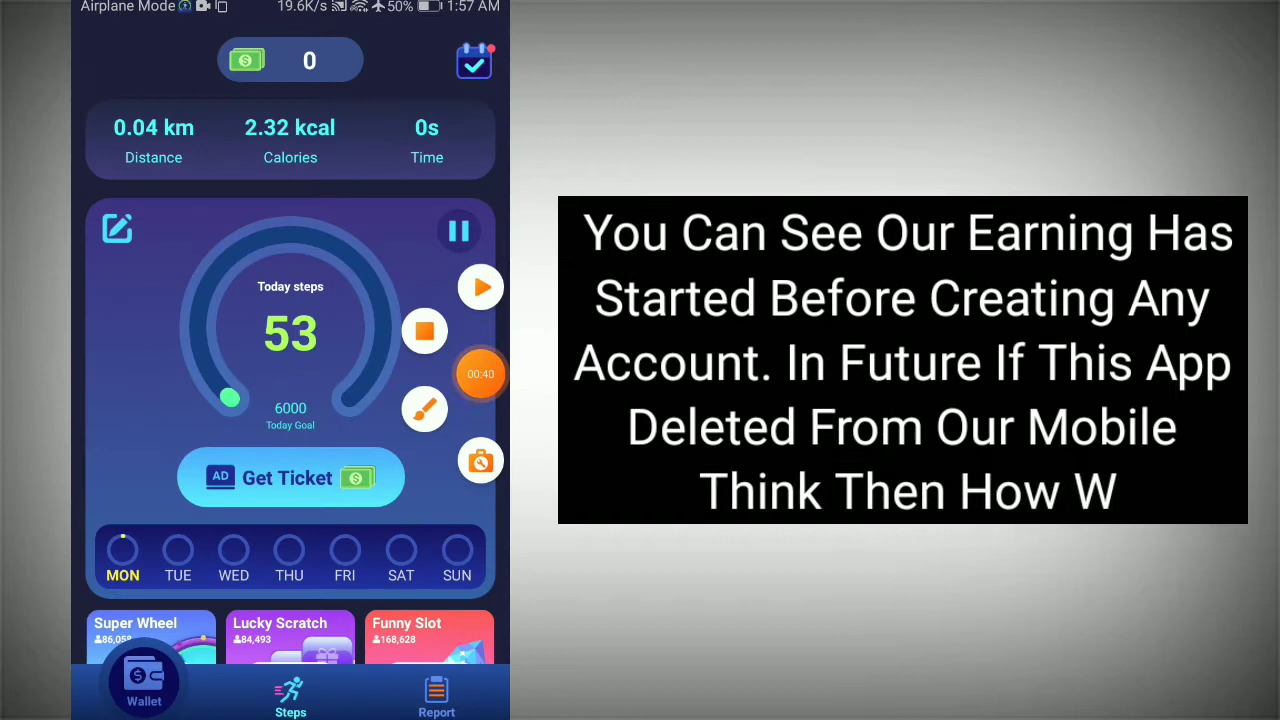 Airplane Mode 19.6K/s 50% 1:57 AM
0
0.04 km 2.32 kcal 0s
Distance Calories Time
Today steps
53
00:40
6000
Today Goal
AD Get Ticket
MON TUE WED THU FRI SAT SUN
Super Wheel Lucky Scratch Funny Slot
86,058 84,493 168,628
Wallet Steps Report
You Can See Our Earning Has
Started Before Creating Any
Account. In Future If This App
Deleted From Our Mobile
Think Then How W